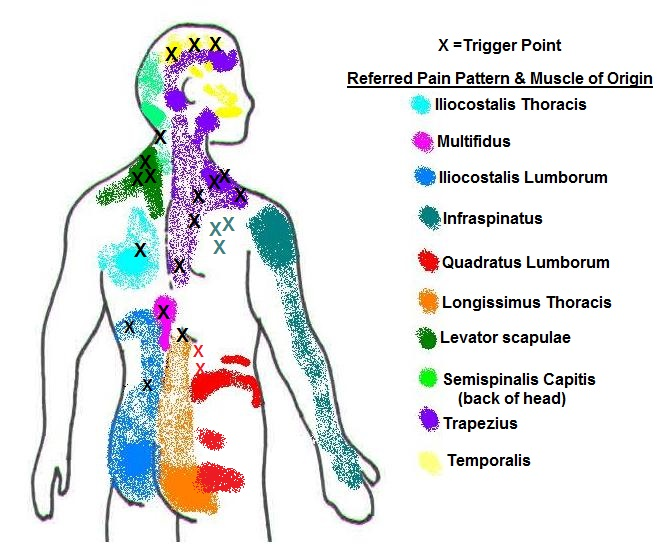 X =Trigger Point
Referred Pain Pattern & Muscle of Origin
Iliocostalis Thoracis
Multifidus
Iliocostalis Lumborum
Infraspinatus
Quadratus Lumborum
Longissimus Thoracis
Levator scapulae
Semispinalis Capitis
(back of head)
Trapezius
Temporalis
X X X
X
X
X X
X
X X
X
X
X X
X
X
X
X
X
X
X
X
X
X